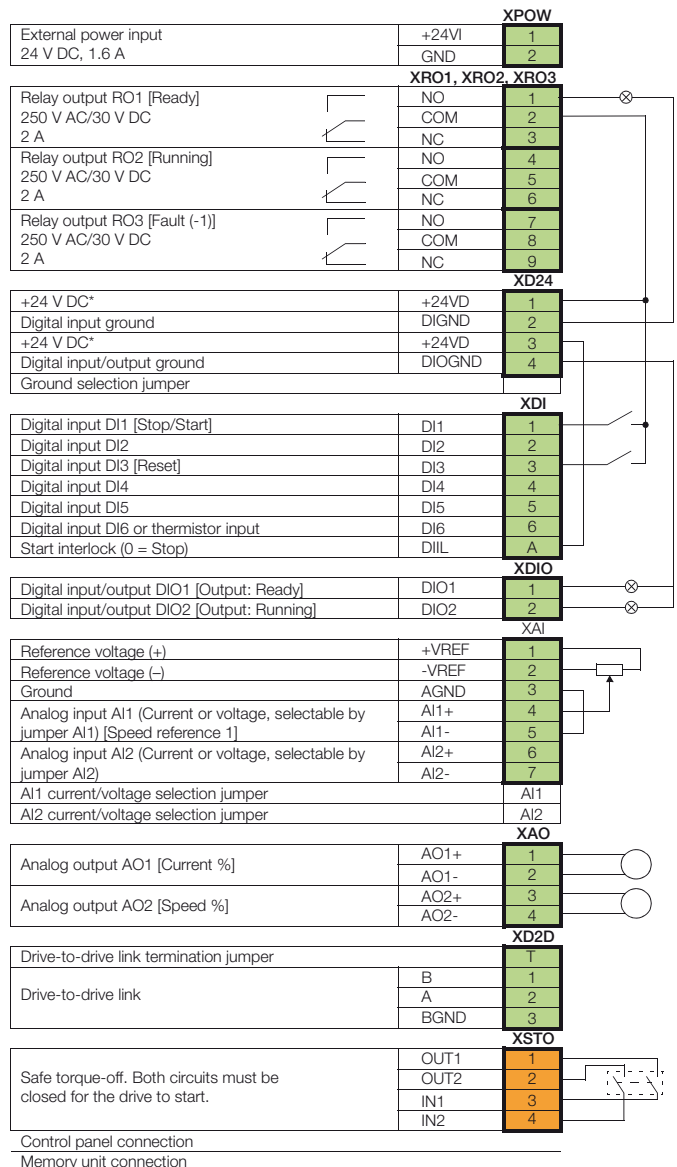 XPOW
External power input +24VI 1
24 V DC, 1.6 A GND 2
XRO1, XRO2, XRO3
Relay output RO1 [Ready] NO 1
250 V AC/30 V DC COM 2
2 A NC 3
Relay output RO2 [Running] NO 4
250 V AC/30 V DC COM 5
2 A NC 6
Relay output RO3 [Fault (-1)] NO 7
250 V AC/30 V DC COM 8
2 A NC 9
XD24
+24 V DC* +24VD 1
Digital input ground DIGND 2
+24 V DC* +24VD 3
Digital input/output ground DIOGND 4
Ground selection jumper
XDI
Digital input DI1 [Stop/Start] DI1 1
Digital input DI2 DI2 2
Digital input DI3 [Reset] DI3 3
Digital input DI4 DI4 4
Digital input DI5 DI5 5
Digital input DI6 or thermistor input DI6 6
Start interlock (0 = Stop) DIIL A
XDIO
Digital input/output DIO1 [Output: Ready] DIO1 1
Digital input/output DIO2 [Output: Running] DIO2 2
XAI
Reference voltage (+) +VREF 1
Reference voltage (–) -VREF 2
Ground AGND 3
Analog input AI1 (Current or voltage, selectable by AI1+ 4
jumper AI1) [Speed reference 1] AI1- 5
Analog input AI2 (Current or voltage, selectable by AI2+ 6
jumper AI2) AI2- 7
AI1 current/voltage selection jumper AI1
AI2 current/voltage selection jumper AI2
XAO
Analog output AO1 [Current %] AO1+ 1
AO1- 2
Analog output AO2 [Speed %] AO2+ 3
AO2- 4
XD2D
Drive-to-drive link termination jumper T
Drive-to-drive link B 1
A 2
BGND 3
XSTO
OUT1 1
Safe torque-off. Both circuits must be OUT2 2
closed for the drive to start. IN1 3
IN2 4
Control panel connection
Memory unit connection